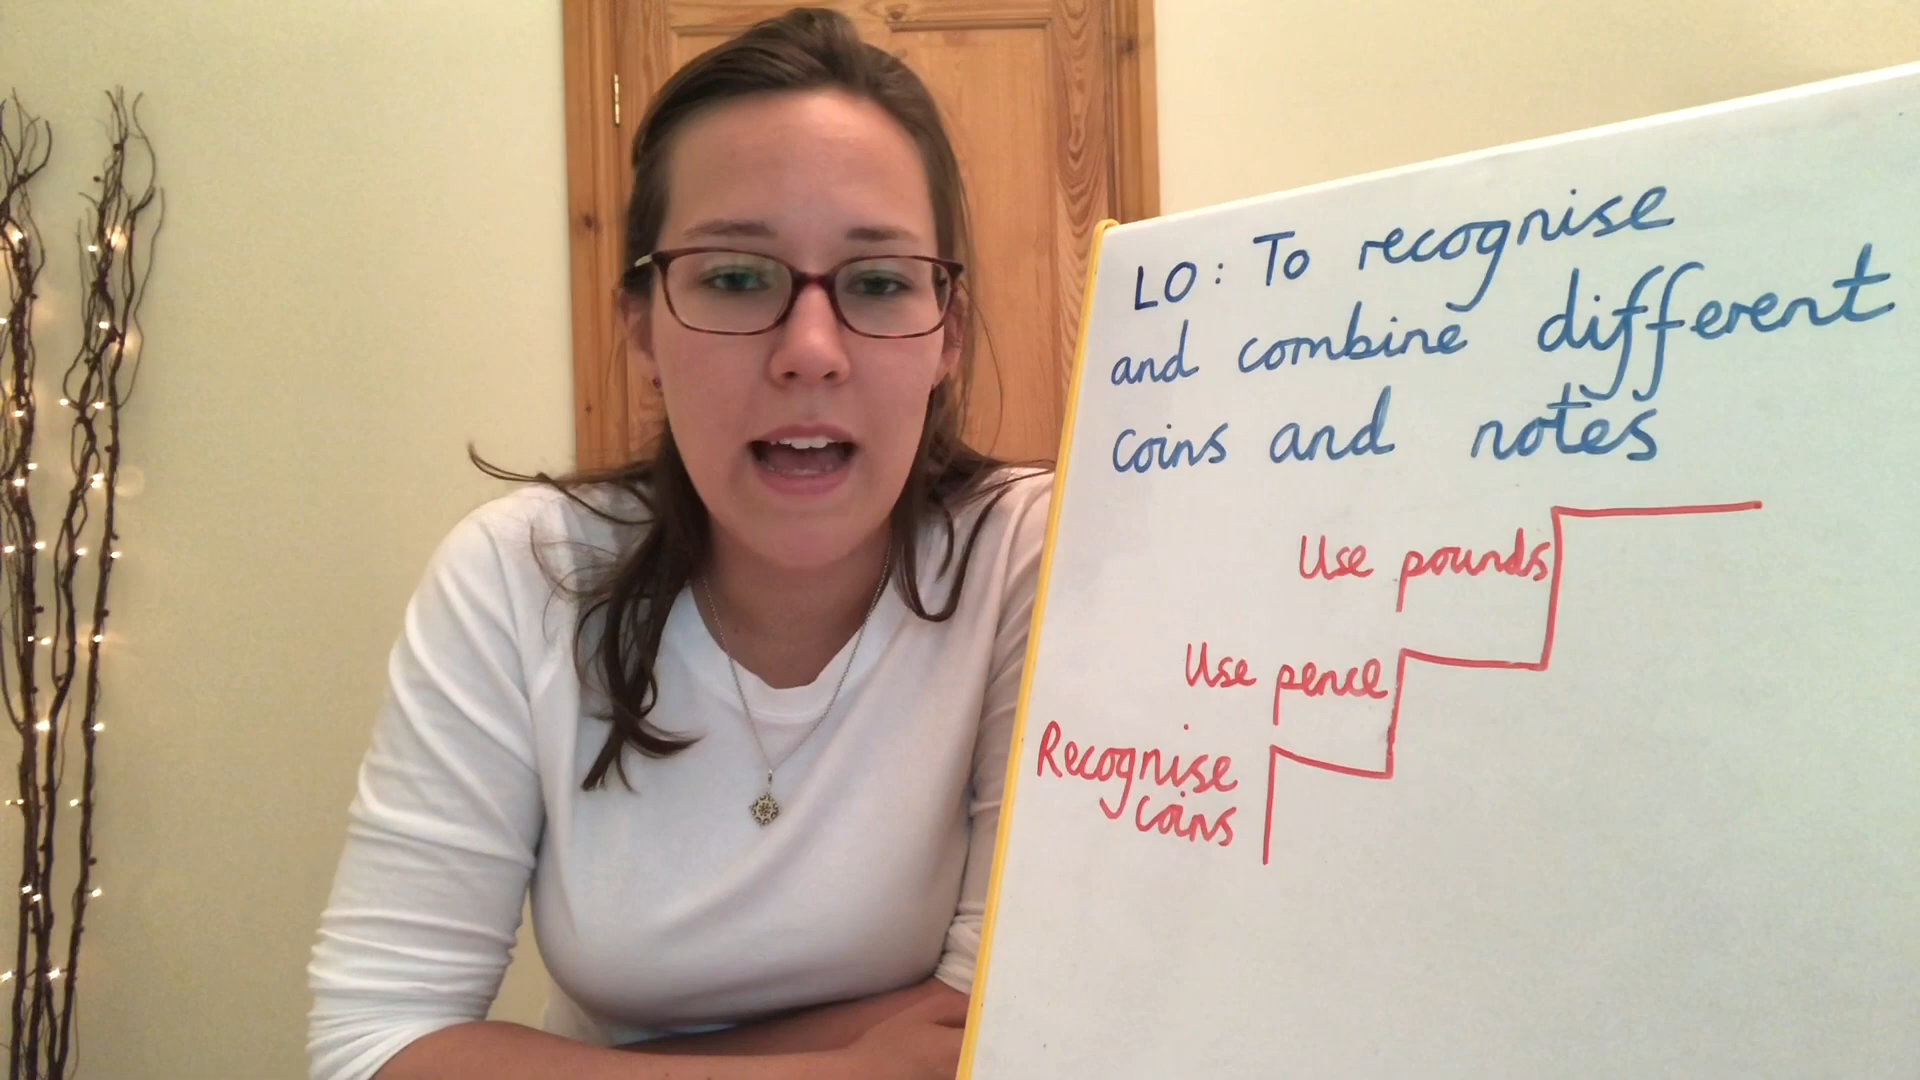 LO: To recognise
and combine different
coins and notes
Use pounds
Use pence
Recognise
coins